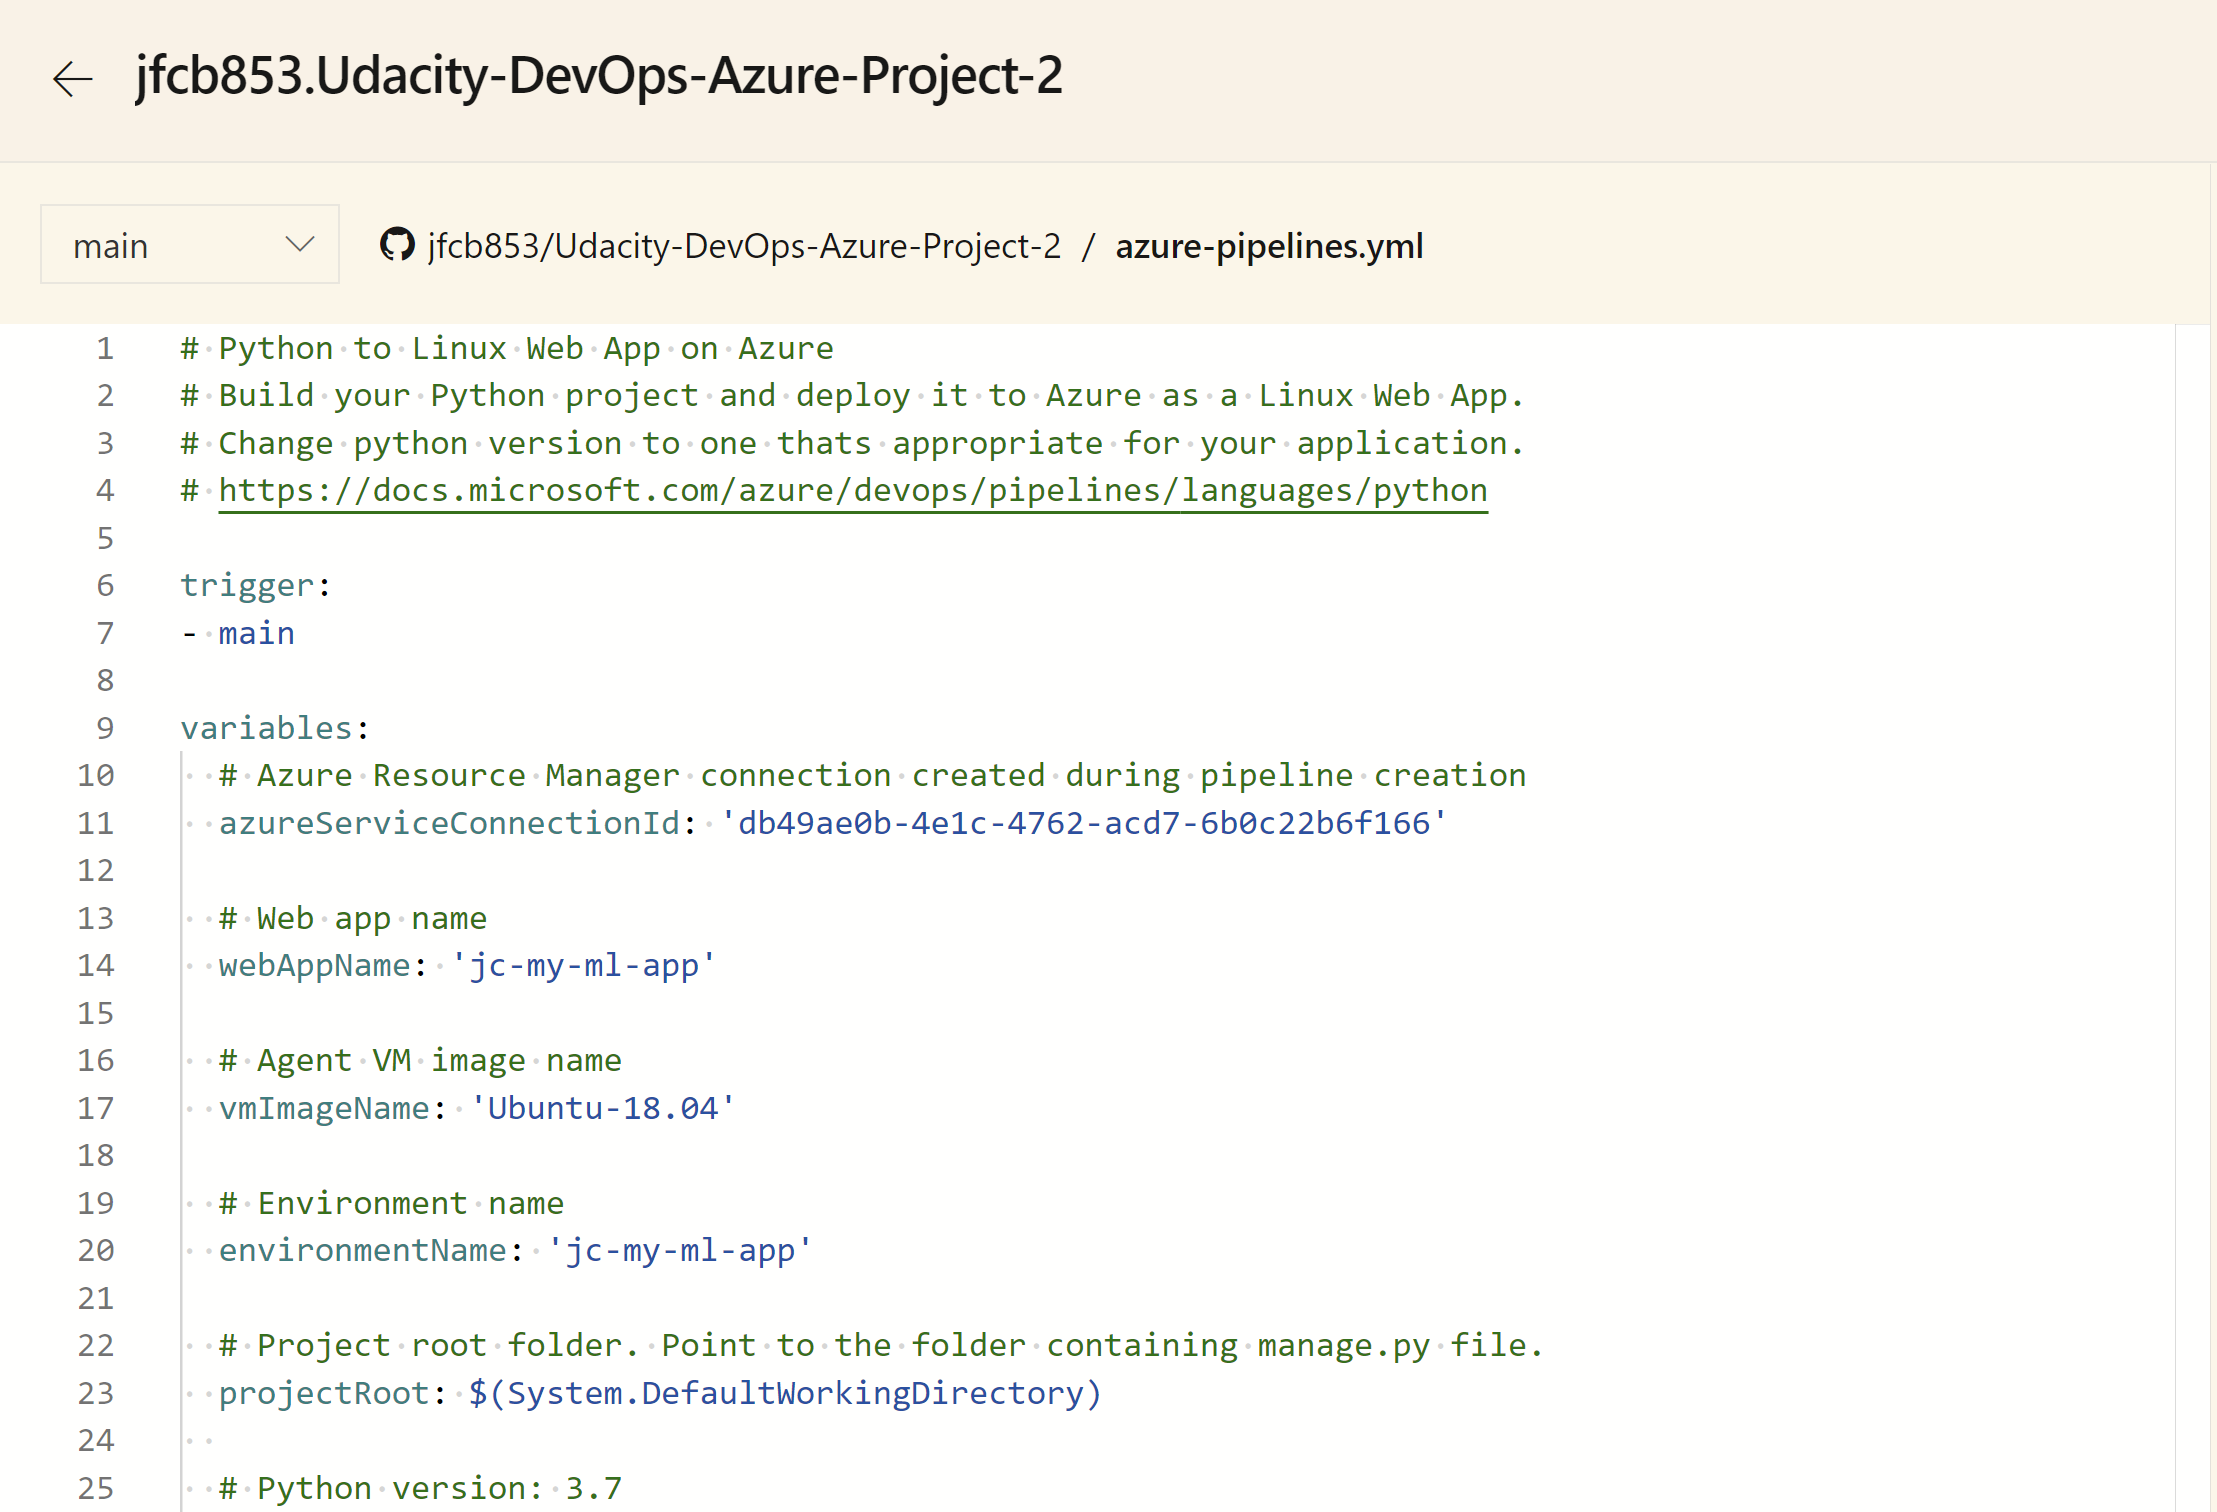 jfcb853.Udacity-DevOps-Azure-Project-2
main
jfcb853/Udacity-DevOps-Azure-Project-2 / azure-pipelines.yml
1 # Python to Linux Web App on Azure
2 # Build your Python project and deploy it to Azure as a Linux Web App.
3 # Change python version to one thats appropriate for your application.
4 # https://docs.microsoft.com/azure/devops/pipelines/languages/python
5
6 trigger:
7 - main
8
9 variables:
10   # Azure Resource Manager connection created during pipeline creation
11   azureServiceConnectionId: 'db49ae0b-4e1c-4762-acd7-6b0c22b6f166'
12
13   # Web app name
14   webAppName: 'jc-my-ml-app'
15
16   # Agent VM image name
17   vmImageName: 'Ubuntu-18.04'
18
19   # Environment name
20   environmentName: 'jc-my-ml-app'
21
22   # Project root folder. Point to the folder containing manage.py file.
23   projectRoot: $(System.DefaultWorkingDirectory)
24
25   # Python version: 3.7